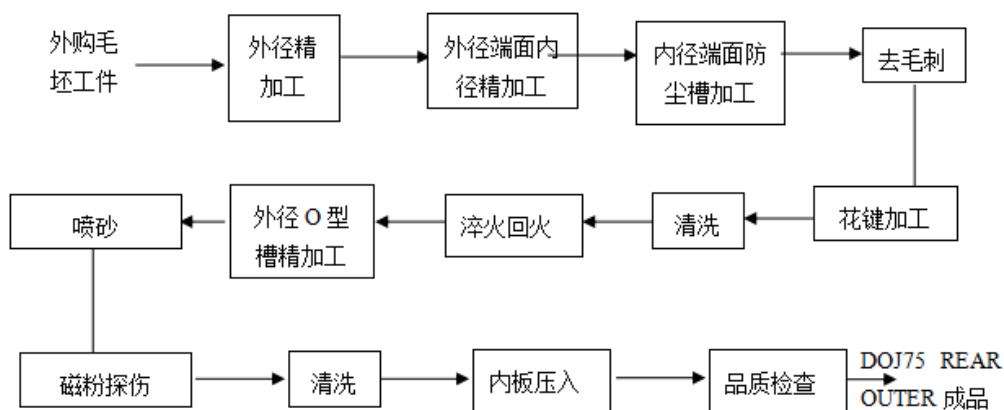 外购毛
坯工件
外径精
加工
外径端面内
径精加工
内径端面防
尘槽加工
去毛刺
喷砂
外径 O 型
槽精加工
淬火回火
清洗
花键加工
磁粉探伤
清洗
内板压入
品质检查
DOJ75 REAR
OUTER 成品